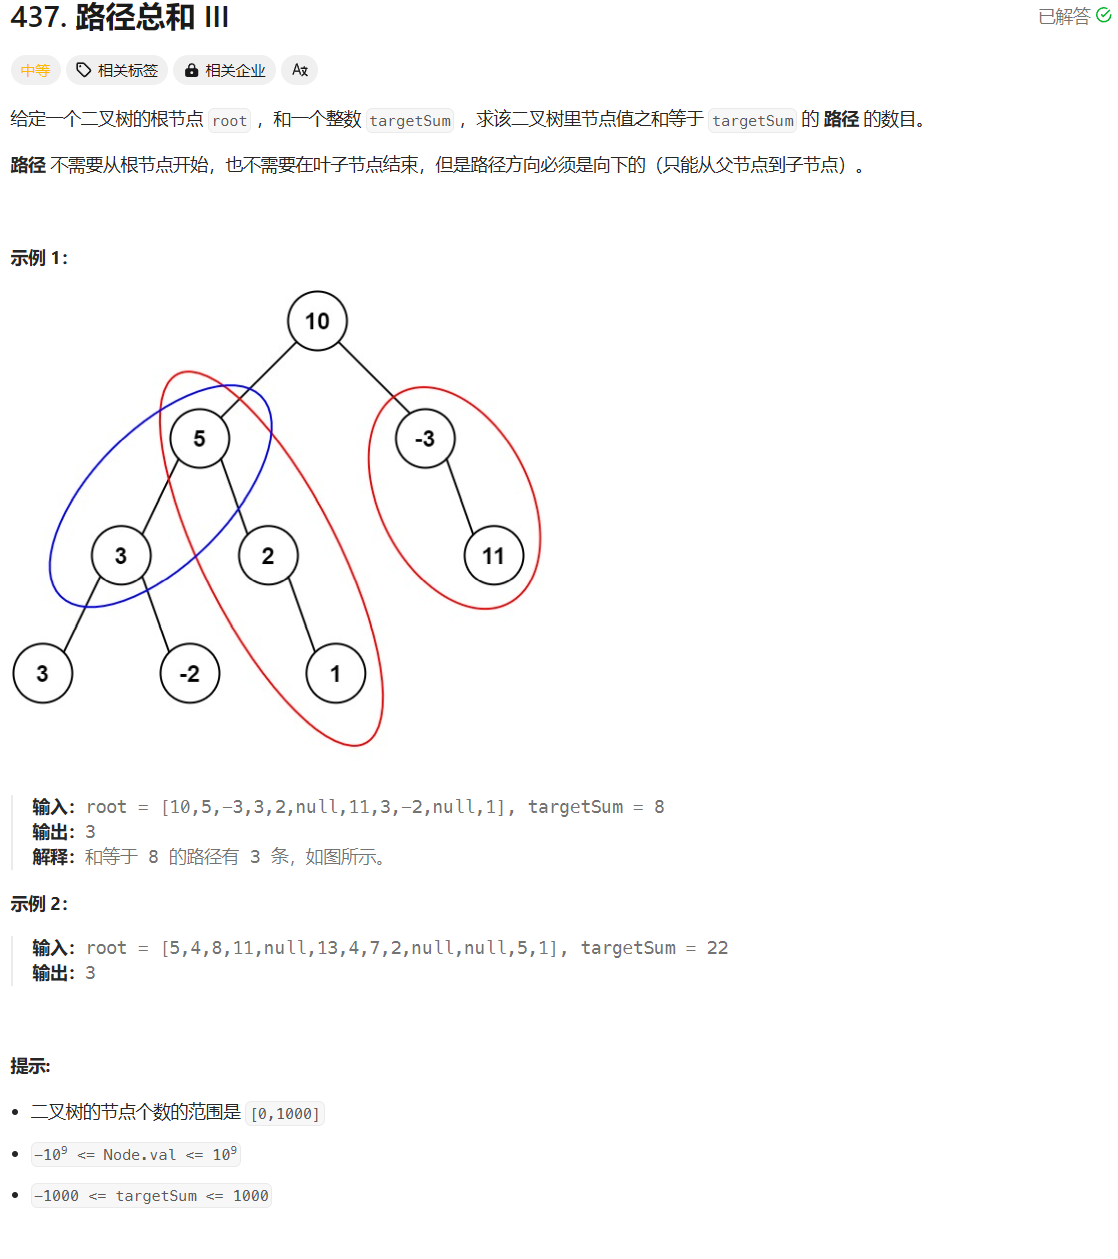 437. 路径总和 III
已解答
中等
相关标签
相关企业
给定一个二叉树的根节点 root ，和一个整数 targetSum ，求该二叉树里节点值之和等于 targetSum 的 路径 的数目。
路径 不需要从根节点开始，也不需要在叶子节点结束，但是路径方向必须是向下的（只能从父节点到子节点）。
示例 1：
10
5
-3
3
2
11
3
-2
1
输入：root = [10,5,-3,3,2,null,11,3,-2,null,1], targetSum = 8
输出：3
解释：和等于 8 的路径有 3 条，如图所示。
示例 2：
输入：root = [5,4,8,11,null,13,4,7,2,null,null,5,1], targetSum = 22
输出：3
提示:
• 二叉树的节点个数的范围是 [0,1000]
• -10⁹ <= Node.val <= 10⁹
• -1000 <= targetSum <= 1000